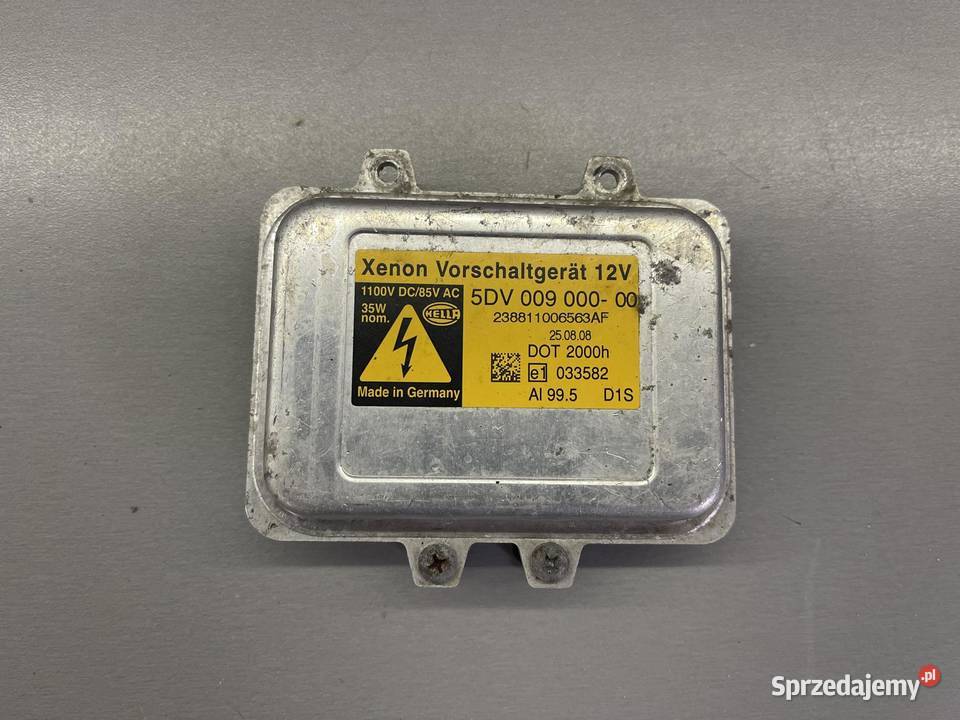 Xenon Vorschaltgerät 12V
1100V DC/85V AC
35W
nom.
HELLA
Made in Germany
5DV 009 000- 00
238811006563AF
25.08.08
DOT 2000h
e1 033582
Al 99.5 D1S
Sprzedajemy.pl